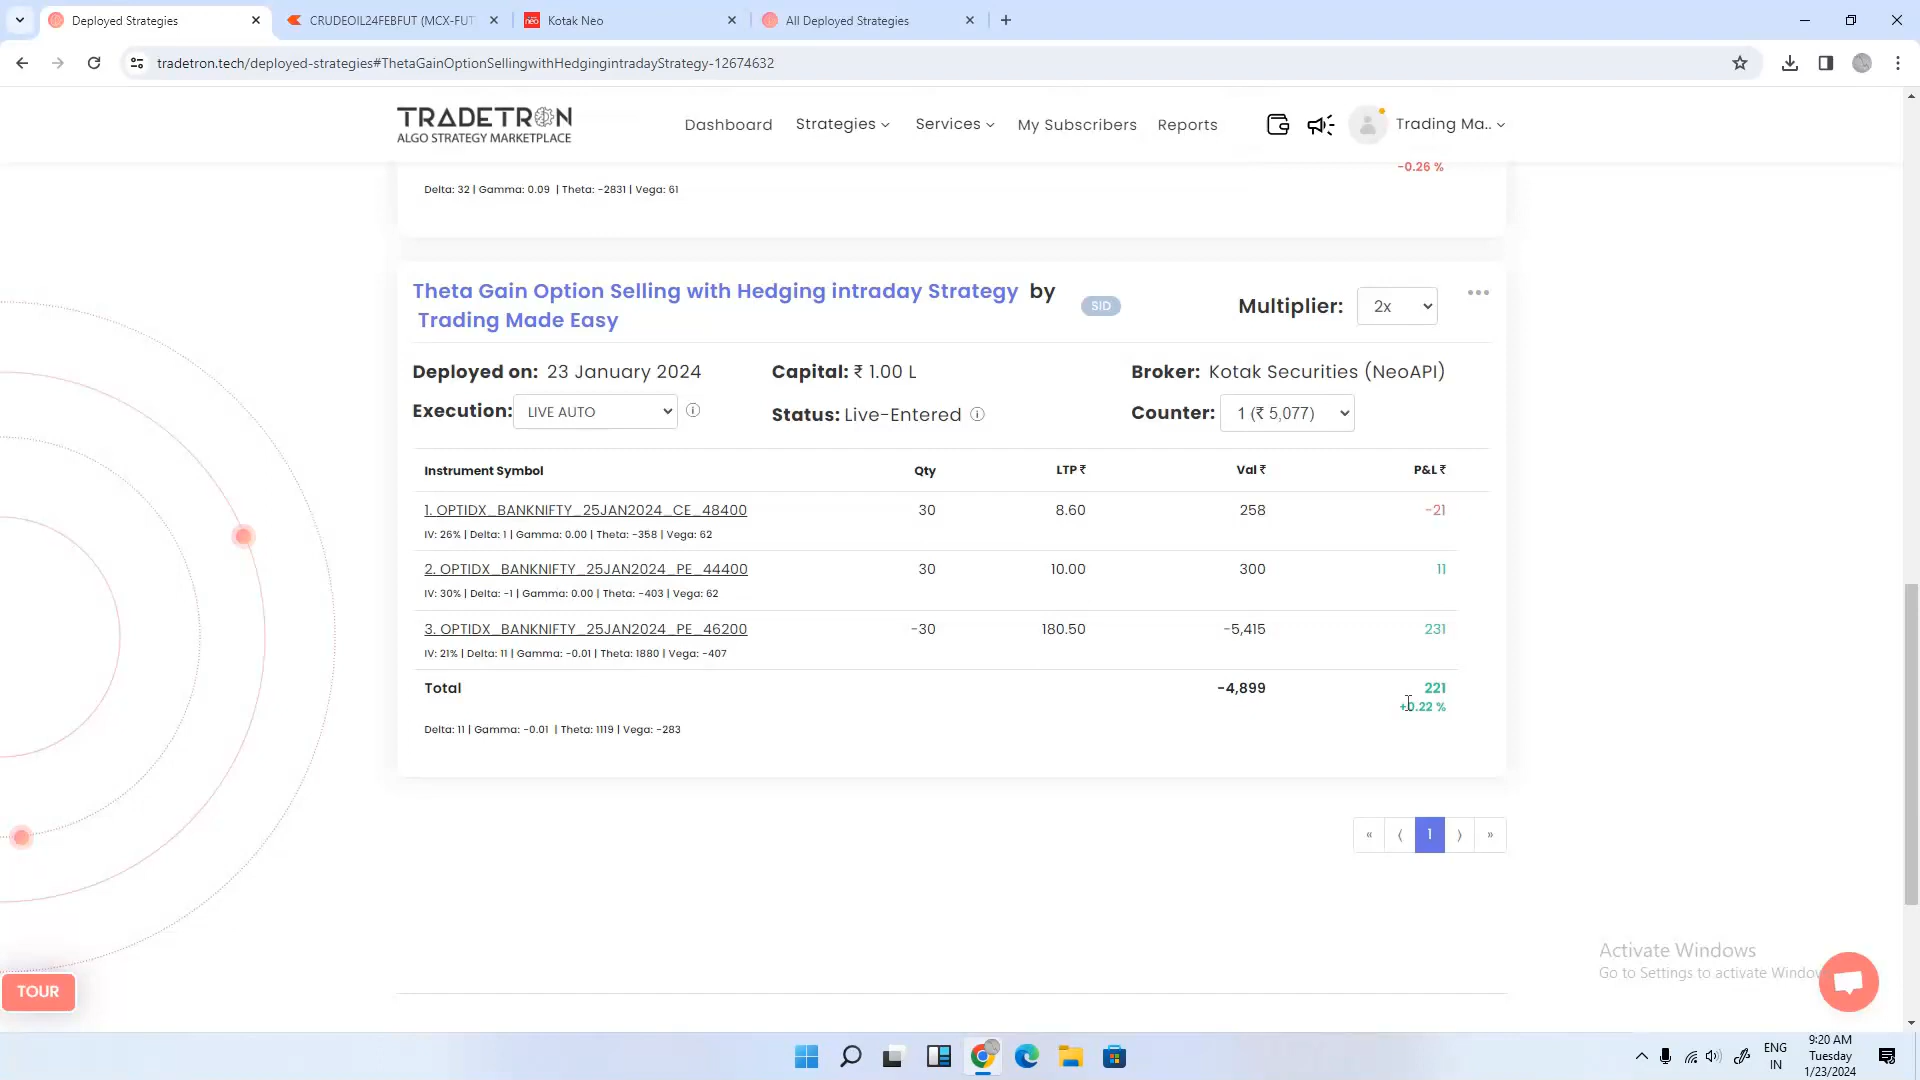 Deployed Strategies
CRUDEOIL24FEBFUT (MCX-FUT
Kotak Neo
All Deployed Strategies
tradetron.tech/deployed-strategies#ThetaGainOptionSellingwithHedgingintradayStrategy-12674632
TRADETRON
ALGO STRATEGY MARKETPLACE
Dashboard
Strategies
Services
My Subscribers
Reports
Trading Ma..
-0.26 %
Delta: 32 | Gamma: 0.09 | Theta: -2831 | Vega: 61
Theta Gain Option Selling with Hedging intraday Strategy by
Trading Made Easy
SID
Multiplier: 2x
Deployed on: 23 January 2024
Capital: ₹ 1.00 L
Broker: Kotak Securities (NeoAPI)
Execution: LIVE AUTO
Status: Live-Entered
Counter: 1 (₹ 5,077)
Instrument Symbol Qty LTP ₹ Val ₹ P&L ₹
1. OPTIDX_BANKNIFTY_25JAN2024_CE_48400 30 8.60 258 -21
IV: 26% | Delta: 1 | Gamma: 0.00 | Theta: -358 | Vega: 62
2. OPTIDX_BANKNIFTY_25JAN2024_PE_44400 30 10.00 300 11
IV: 30% | Delta: -1 | Gamma: 0.00 | Theta: -403 | Vega: 62
3. OPTIDX_BANKNIFTY_25JAN2024_PE_46200 -30 180.50 -5,415 231
IV: 21% | Delta: 11 | Gamma: -0.01 | Theta: 1880 | Vega: -407
Total -4,899 221
+0.22 %
Delta: 11 | Gamma: -0.01 | Theta: 1119 | Vega: -283
« ⟨ 1 ⟩ »
Activate Windows
Go to Settings to activate Window
TOUR
ENG
IN
9:20 AM
Tuesday
1/23/2024